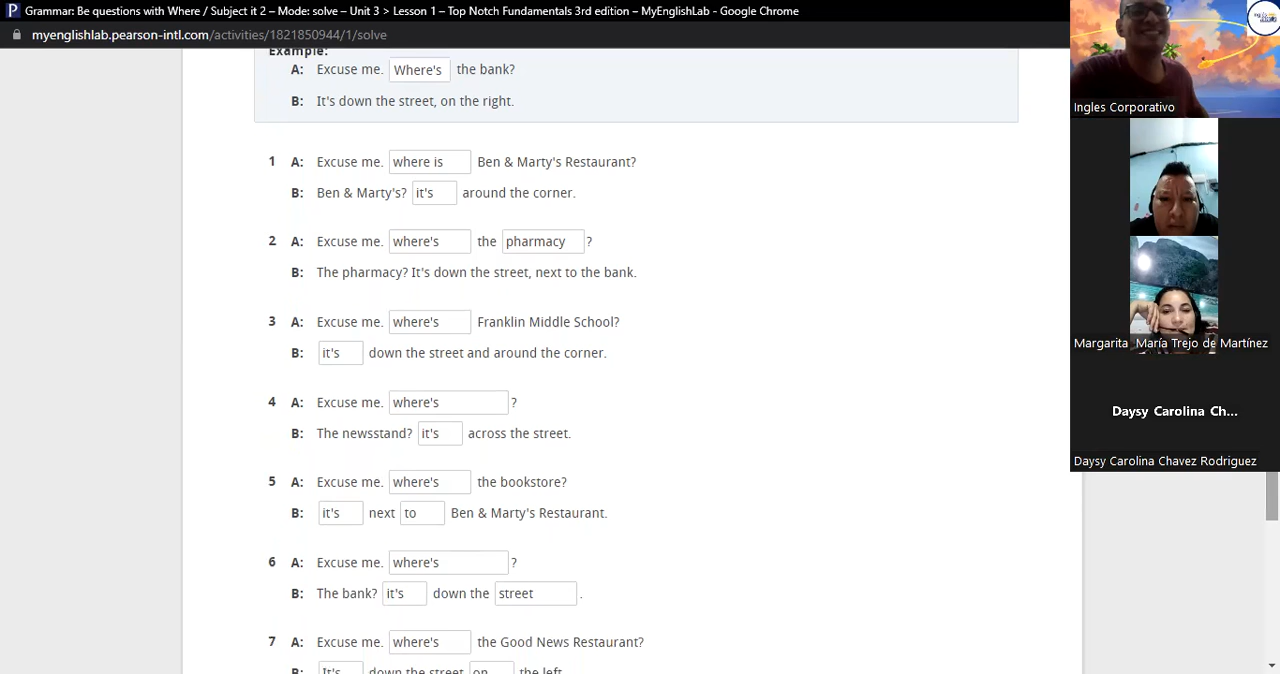 Grammar: Be questions with Where / Subject it 2 – Mode: solve – Unit 3 > Lesson 1 – Top Notch Fundamentals 3rd edition – MyEnglishLab - Google Chrome
myenglishlab.pearson-intl.com/activities/1821850944/1/solve
Example:
A: Excuse me. Where's the bank?
B: It's down the street, on the right.
1 A: Excuse me. where is Ben & Marty's Restaurant?
B: Ben & Marty's? it's around the corner.
2 A: Excuse me. where's the pharmacy ?
B: The pharmacy? It's down the street, next to the bank.
3 A: Excuse me. where's Franklin Middle School?
B: it's down the street and around the corner.
4 A: Excuse me. where's ?
B: The newsstand? it's across the street.
5 A: Excuse me. where's the bookstore?
B: it's next to Ben & Marty's Restaurant.
6 A: Excuse me. where's ?
B: The bank? it's down the street .
7 A: Excuse me. where's the Good News Restaurant?
B: It's down the street on the left
Ingles Corporativo
Margarita María Trejo de Martínez
Daysy Carolina Ch...
Daysy Carolina Chavez Rodriguez